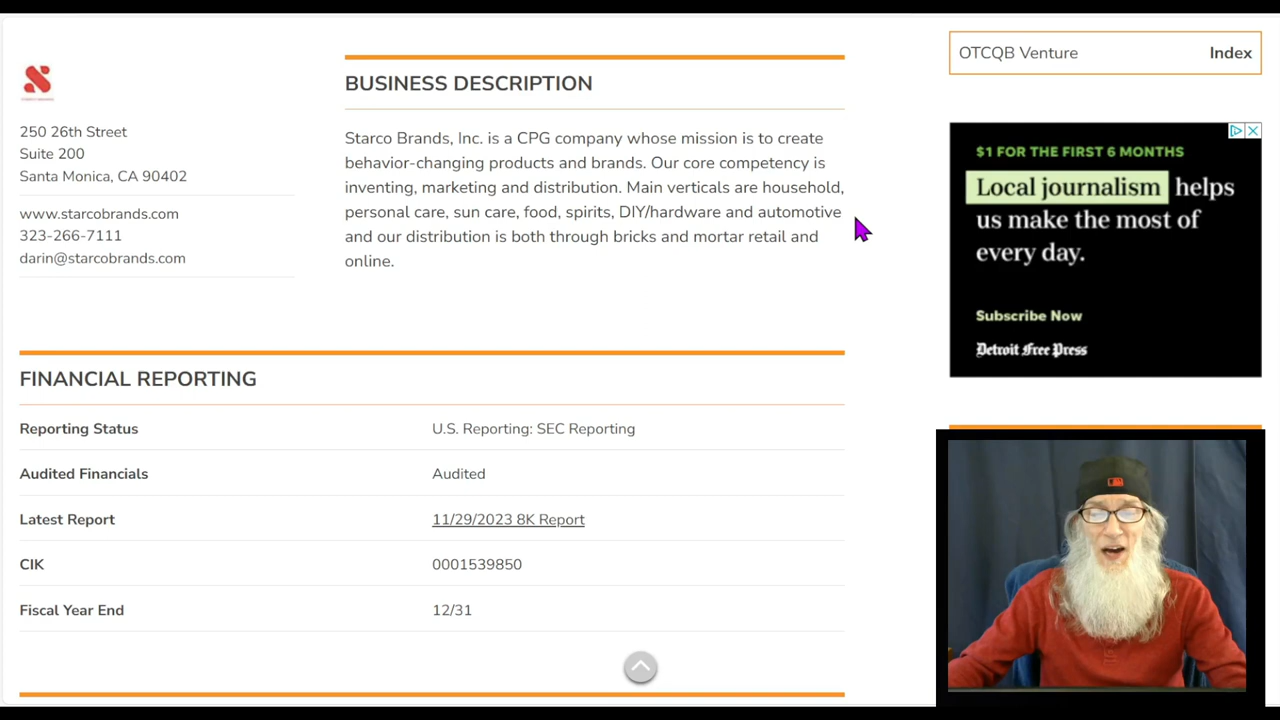 250 26th Street
Suite 200
Santa Monica, CA 90402
www.starcobrands.com
323-266-7111
darin@starcobrands.com
BUSINESS DESCRIPTION
Starco Brands, Inc. is a CPG company whose mission is to create
behavior-changing products and brands. Our core competency is
inventing, marketing and distribution. Main verticals are household,
personal care, sun care, food, spirits, DIY/hardware and automotive
and our distribution is both through bricks and mortar retail and
online.
FINANCIAL REPORTING
Reporting Status U.S. Reporting: SEC Reporting
Audited Financials Audited
Latest Report 11/29/2023 8K Report
CIK 0001539850
Fiscal Year End 12/31
OTCQB Venture Index
$1 FOR THE FIRST 6 MONTHS
Local journalism helps
us make the most of
every day.
Subscribe Now
Detroit Free Press